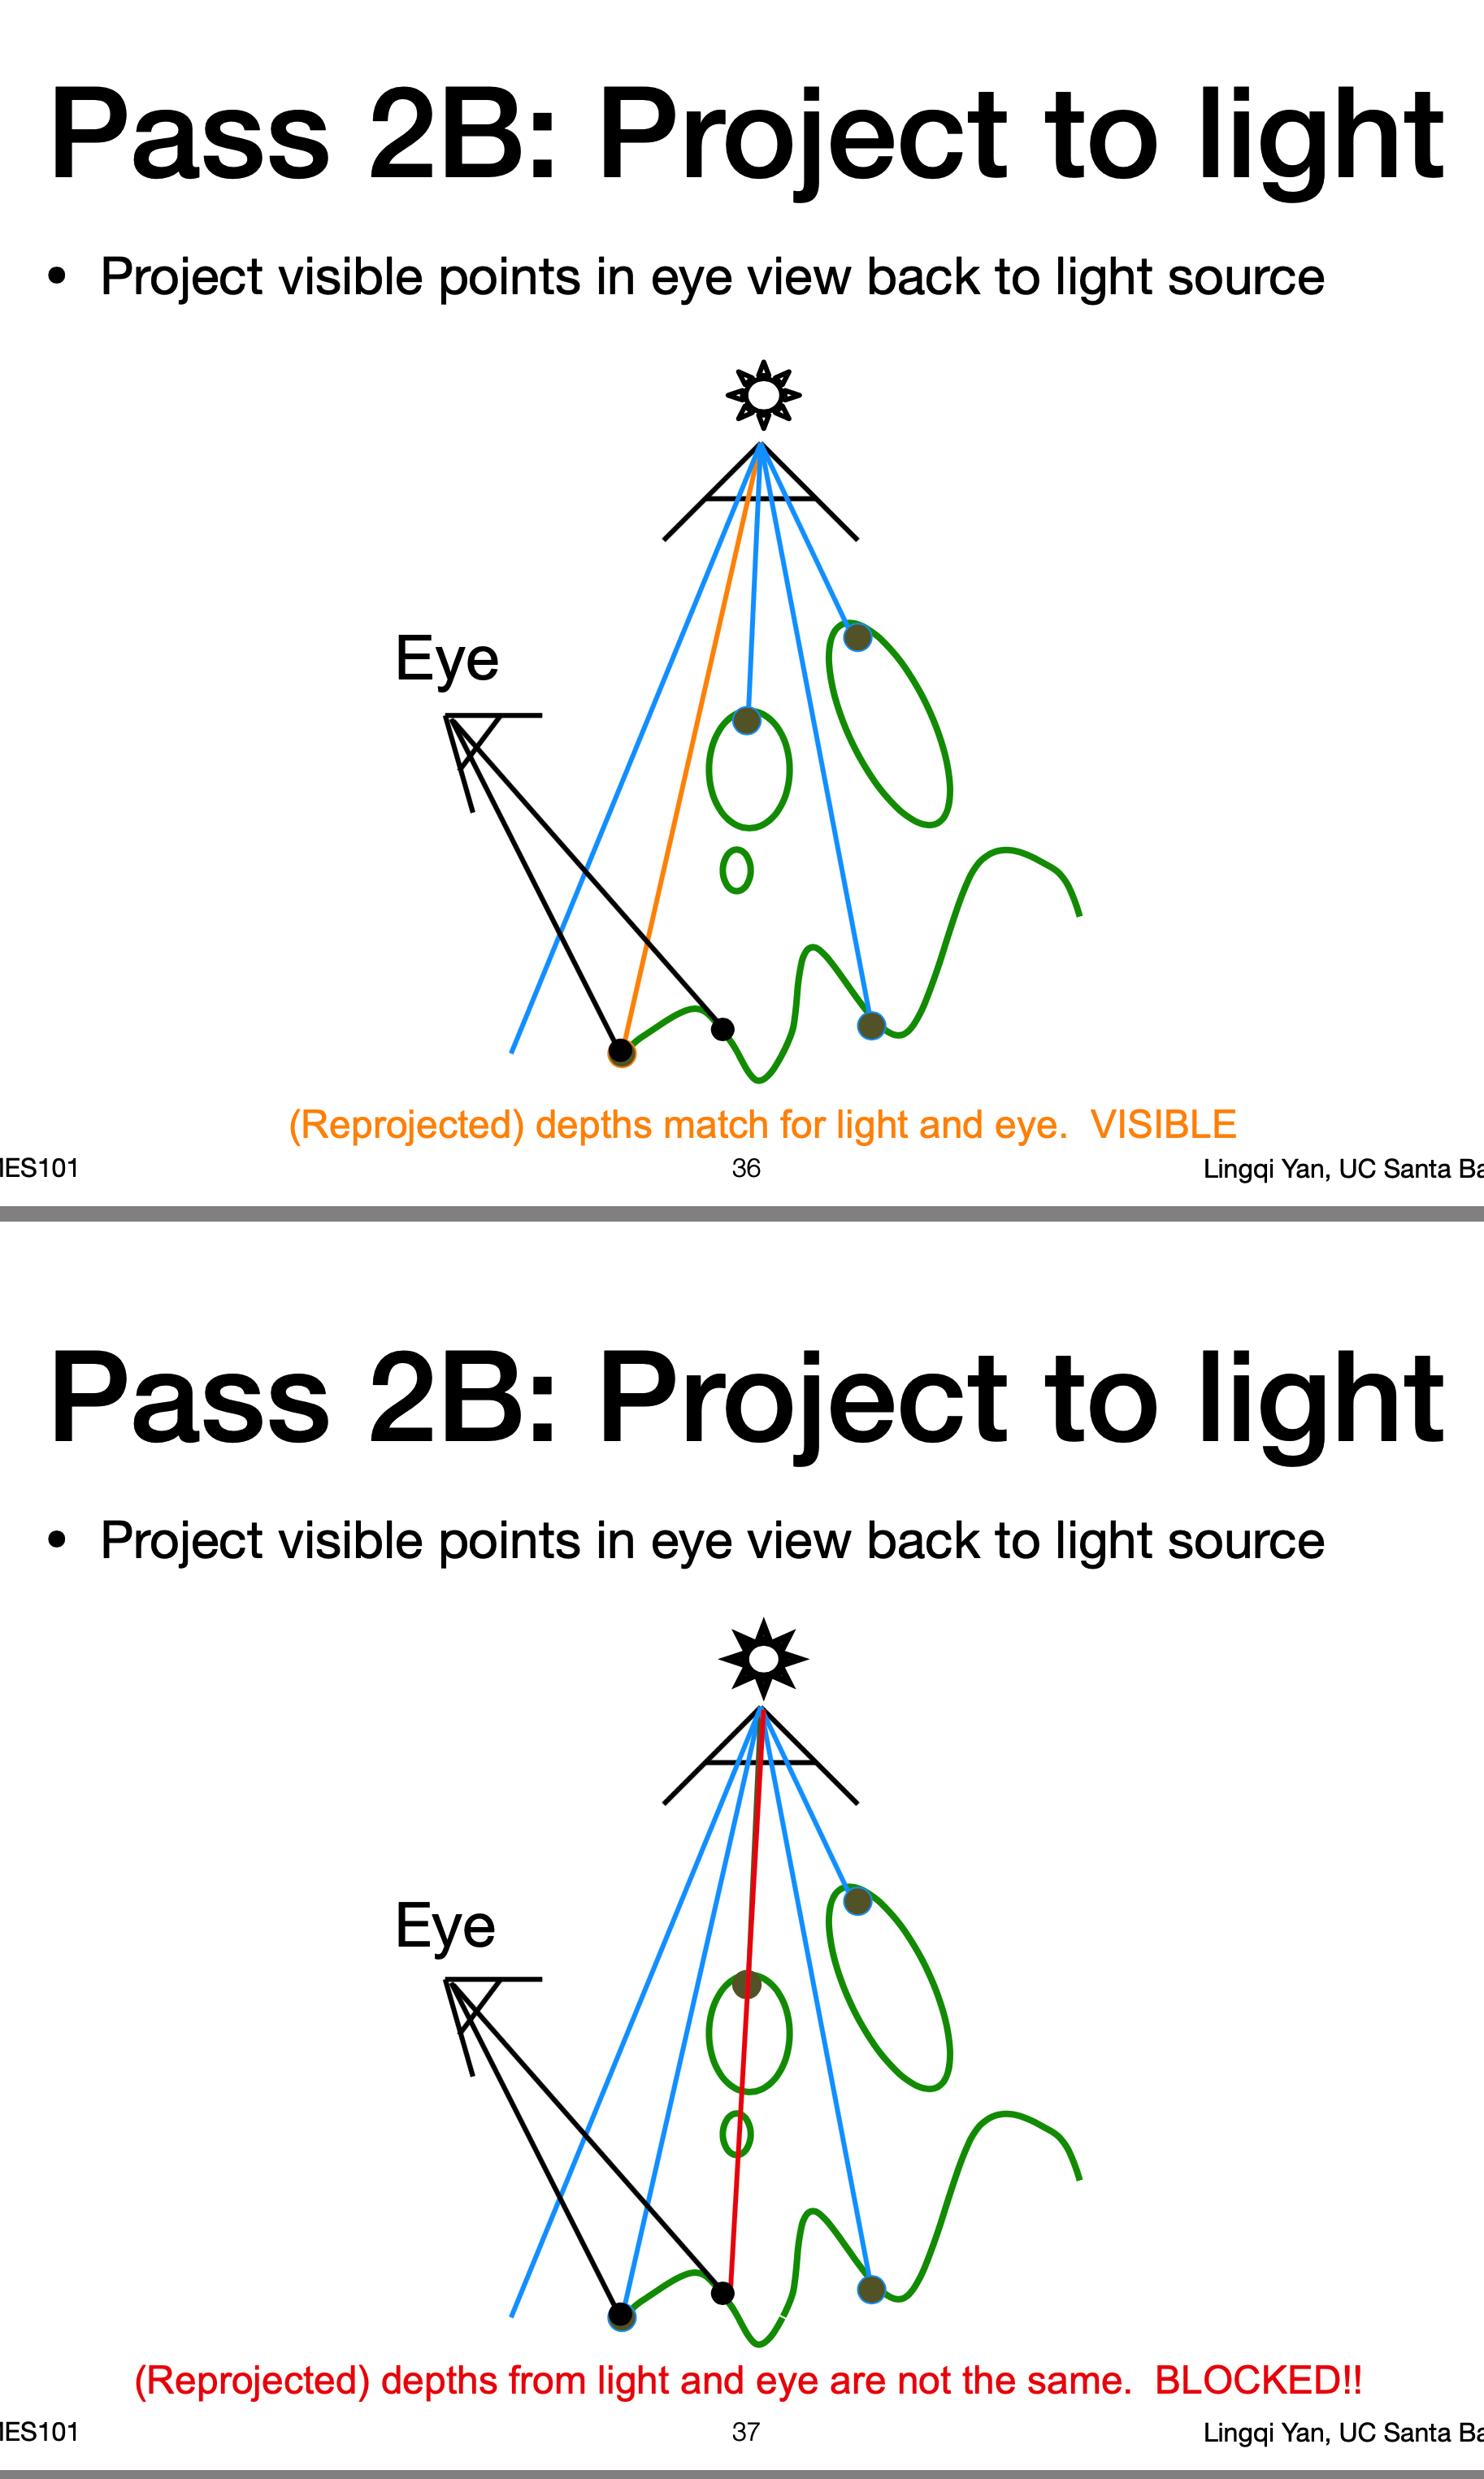 Pass 2B: Project to light
• Project visible points in eye view back to light source
Eye
(Reprojected) depths match for light and eye. VISIBLE
MES101 36 Lingqi Yan, UC Santa Ba
Pass 2B: Project to light
• Project visible points in eye view back to light source
Eye
(Reprojected) depths from light and eye are not the same. BLOCKED!!
MES101 37 Lingqi Yan, UC Santa Ba